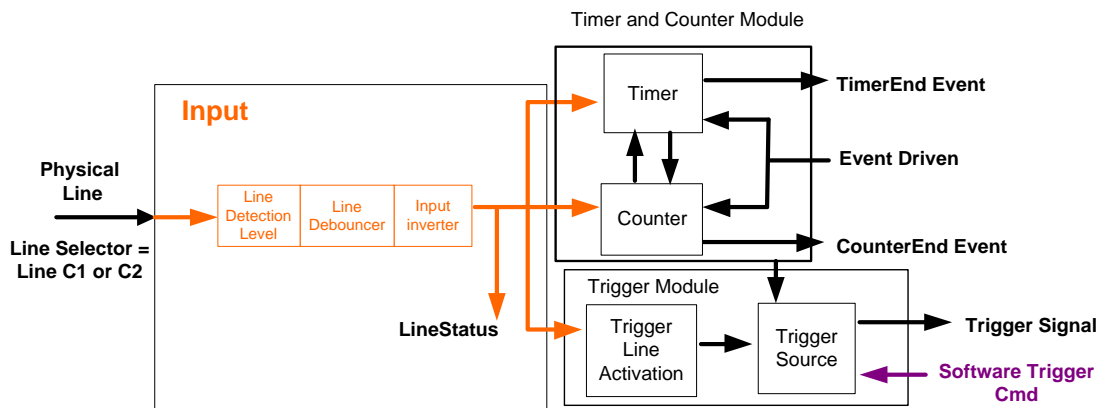 Timer and Counter Module
Input
Timer
TimerEnd Event
Physical
Line
Event Driven
Line
Detection
Level
Line
Debouncer
Input
inverter
Counter
Line Selector =
Line C1 or C2
CounterEnd Event
Trigger Module
LineStatus
Trigger
Line
Activation
Trigger
Source
Trigger Signal
Software Trigger
Cmd